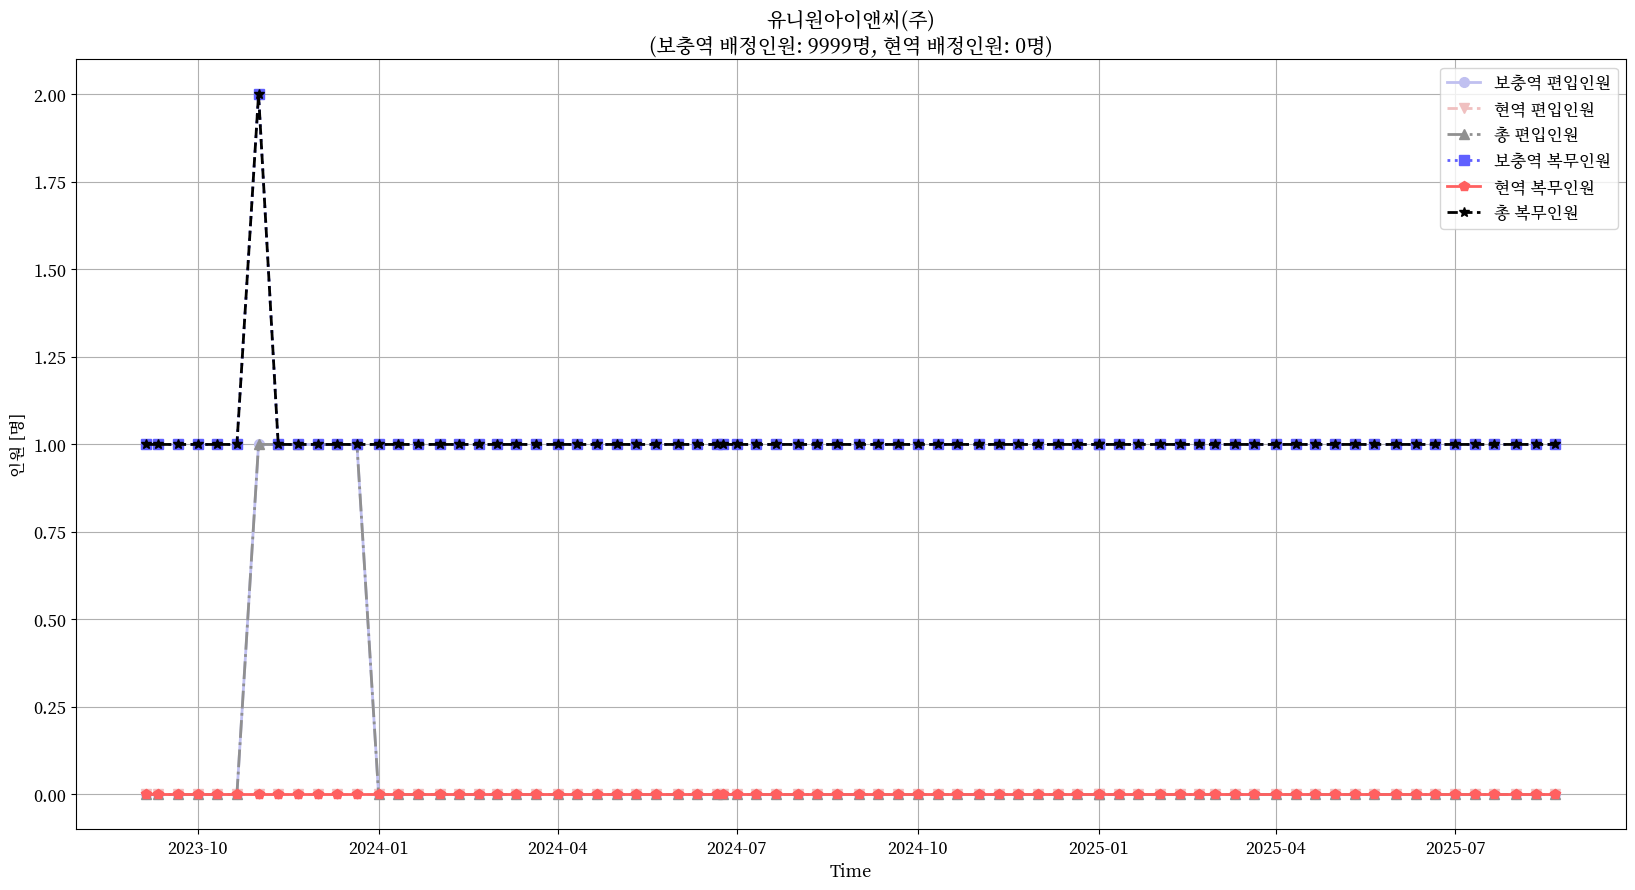 유니원아이앤씨(주)
(보충역 배정인원: 9999명, 현역 배정인원: 0명)
보충역 편입인원
현역 편입인원
총 편입인원
보충역 복무인원
현역 복무인원
총 복무인원
2.00
1.75
1.50
1.25
1.00
0.75
0.50
0.25
0.00
인원 [명]
2023-10
2024-01
2024-04
2024-07
2024-10
2025-01
2025-04
2025-07
Time